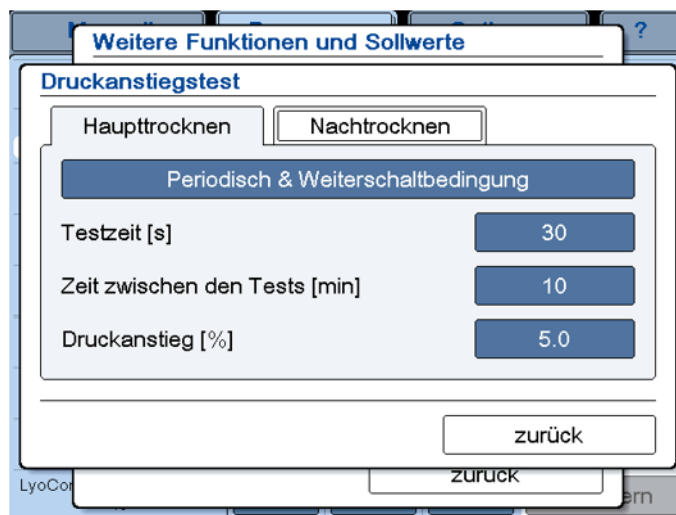 ?
Weitere Funktionen und Sollwerte
Druckanstiegstest
Haupttrocknen
Nachtrocknen
Periodisch & Weiterschaltbedingung
Testzeit [s]
30
Zeit zwischen den Tests [min]
10
Druckanstieg [%]
5.0
zurück
zurück